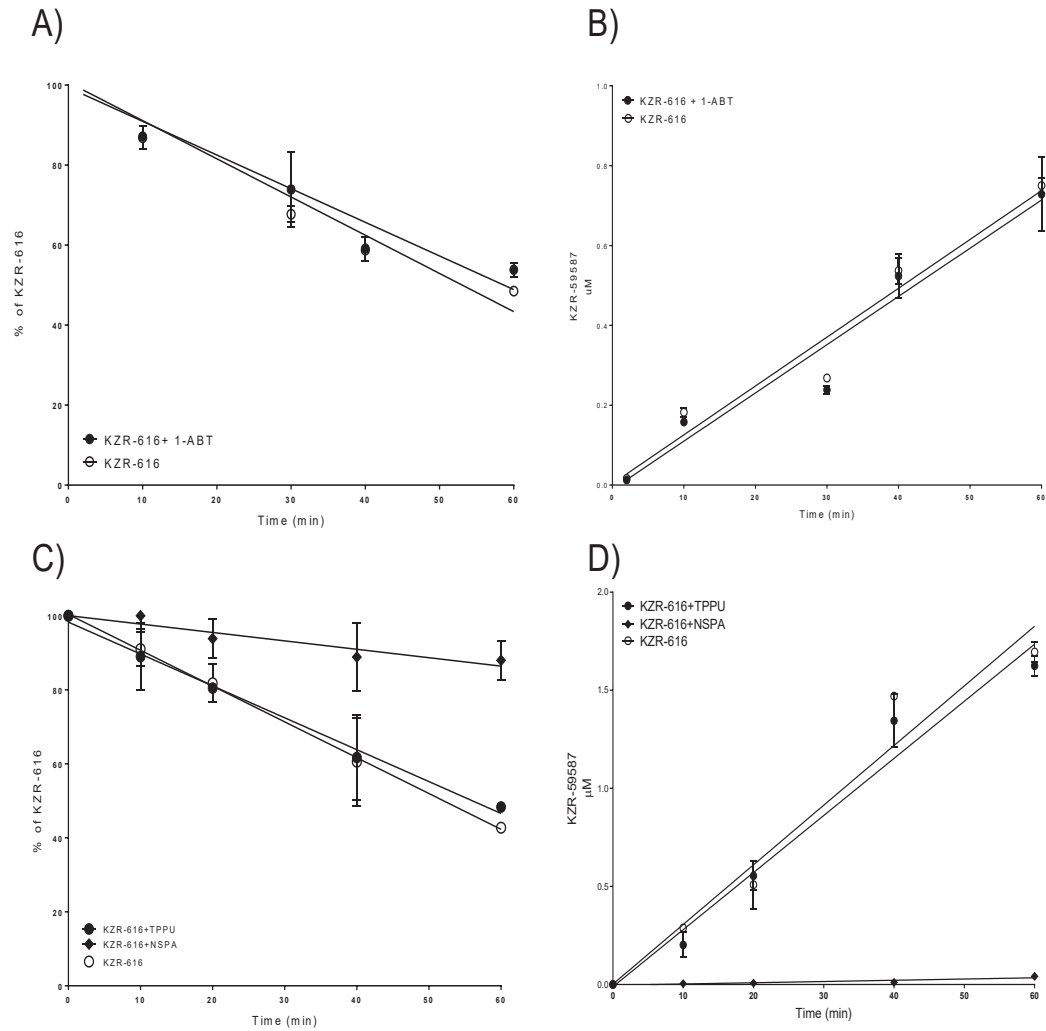 A)
100
80
60
40
20
0
% of KZR-616
KZR-616+ 1-ABT
KZR-616
0 10 20 30 40 50 60
Time (min)
B)
1.0
0.8
0.6
0.4
0.2
0.0
KZR-59587
uM
KZR-616 + 1-ABT
KZR-616
0 10 20 30 40 50 60
Time (min)
C)
100
80
60
40
20
0
% of KZR-616
KZR-616+TPPU
KZR-616+NSPA
KZR-616
0 10 20 30 40 50 60
Time (min)
D)
2.0
1.5
1.0
0.5
0.0
KZR-59587
μM
KZR-616+TPPU
KZR-616+NSPA
KZR-616
0 10 20 30 40 50 60
Time (min)